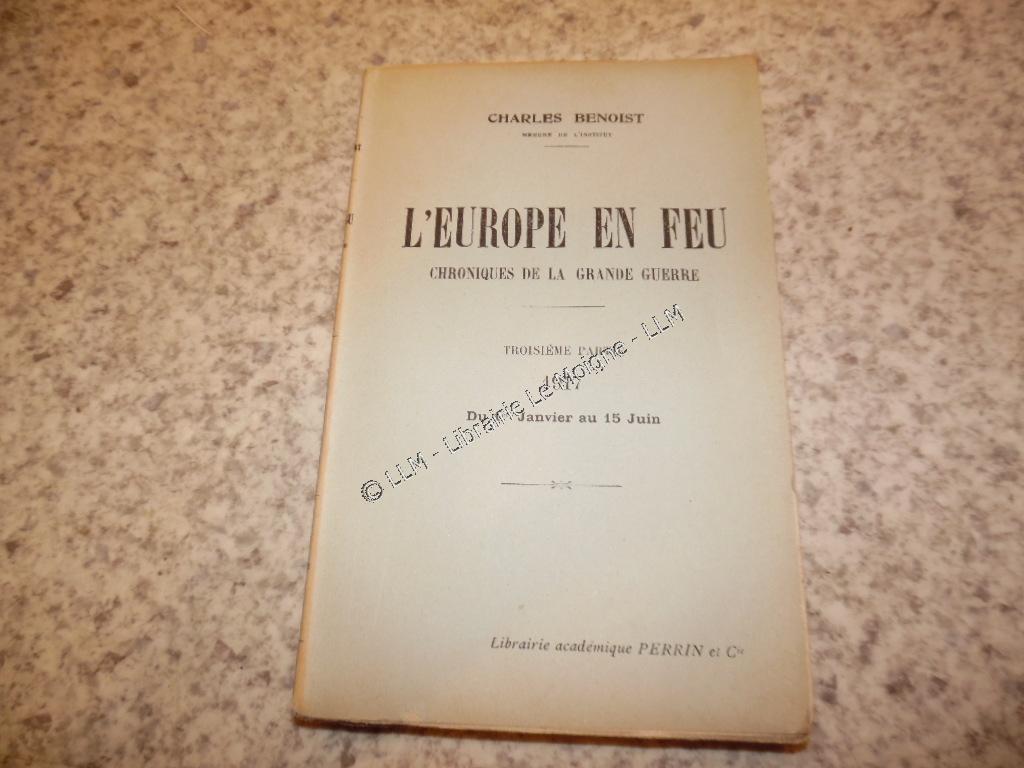 CHARLES BENOIST
MEMBRE DE L'INSTITUT
L'EUROPE EN FEU
CHRONIQUES DE LA GRANDE GUERRE
TROISIÈME
1917
Du Janvier au 15 Juin
© LLM - Librairie Le Moigne - LLM
Librairie académique PERRIN et Cie